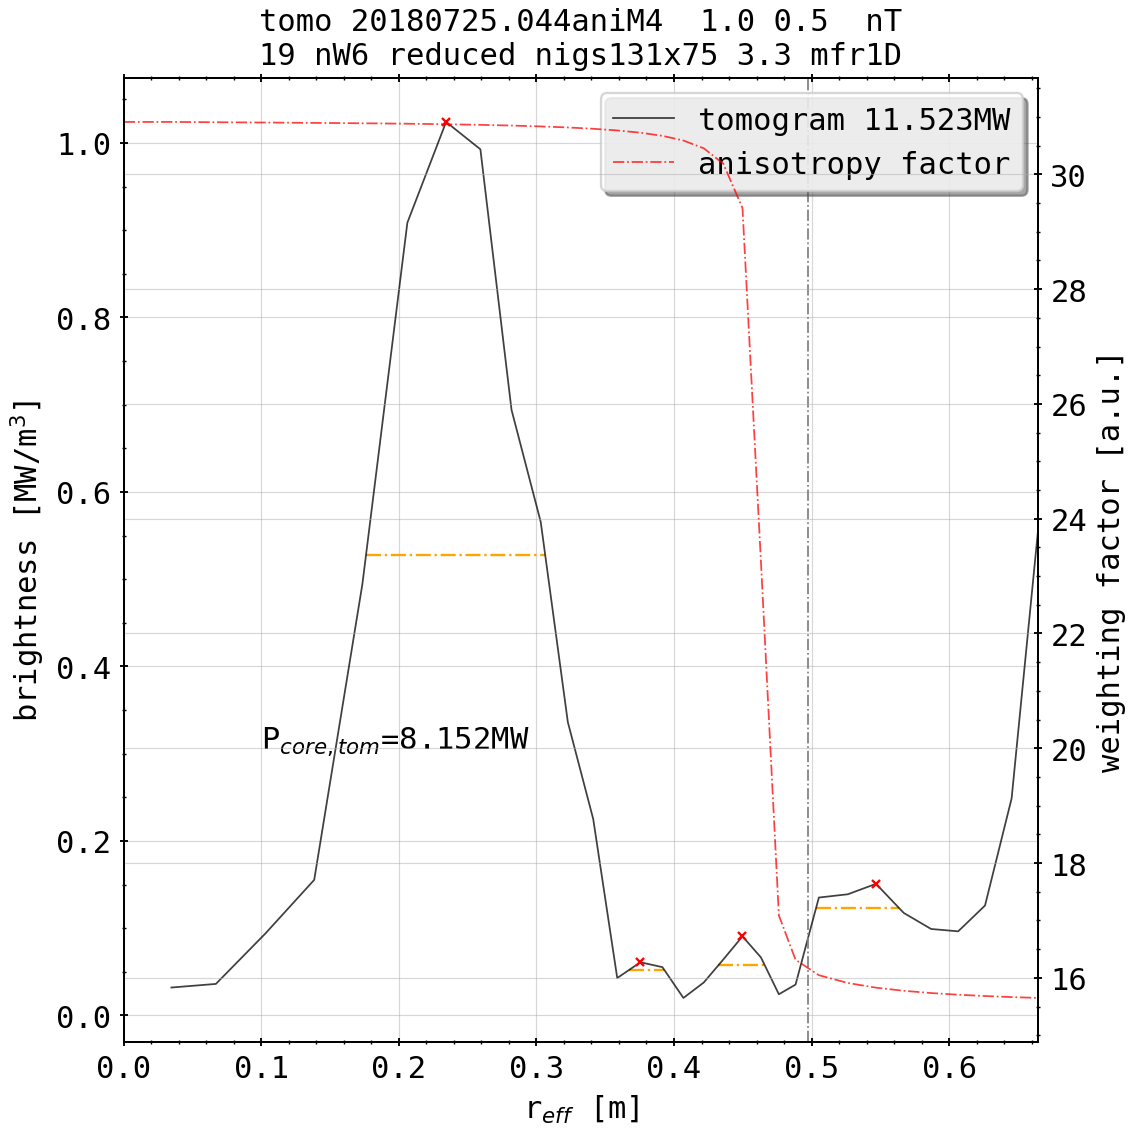 tomo 20180725.044aniM4  1.0 0.5  nT
19 nW6 reduced nigs131x75 3.3 mfr1D
tomogram 11.523MW
anisotropy factor
1.0
0.8
0.6
0.4
0.2
0.0
brightness [MW/m³]
P_core,tom=8.152MW
30
28
26
24
22
20
18
16
weighting factor [a.u.]
0.0 0.1 0.2 0.3 0.4 0.5 0.6
r_eff [m]